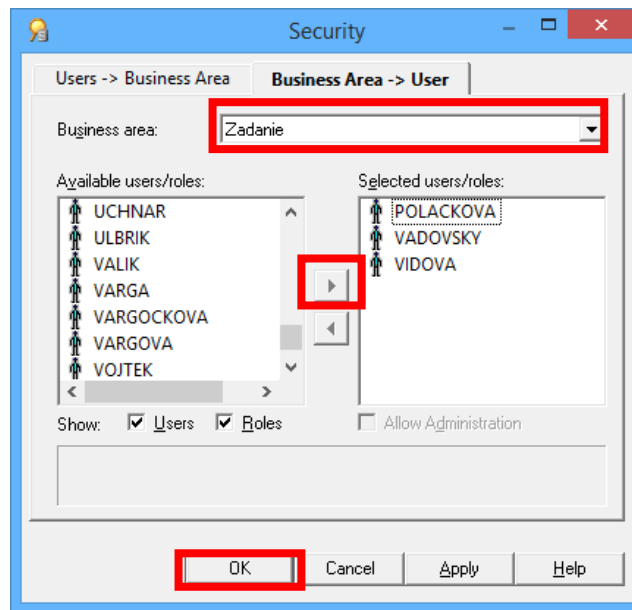 Security
Users -> Business Area
Business Area -> User
Business area:
Zadanie
Available users/roles:
UCHNAR
ULBRIK
VALIK
VARGA
VARGOCKOVA
VARGOVA
VOJTEK
Selected users/roles:
POLACKOVA
VADOVSKY
VIDOVA
Show:
Users
Roles
Allow Administration
OK
Cancel
Apply
Help